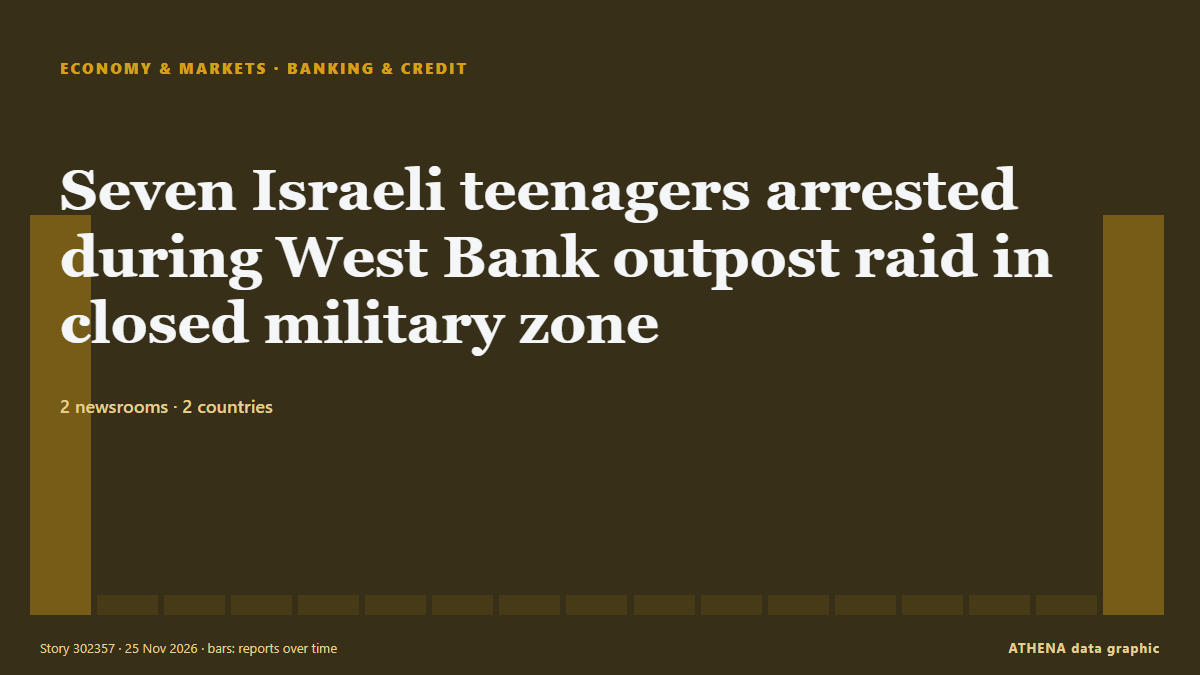 ECONOMY & MARKETS · BANKING & CREDIT
Seven Israeli teenagers arrested
during West Bank outpost raid in
closed military zone
2 newsrooms · 2 countries
Story 302357 · 25 Nov 2026 · bars: reports over time
ATHENA data graphic